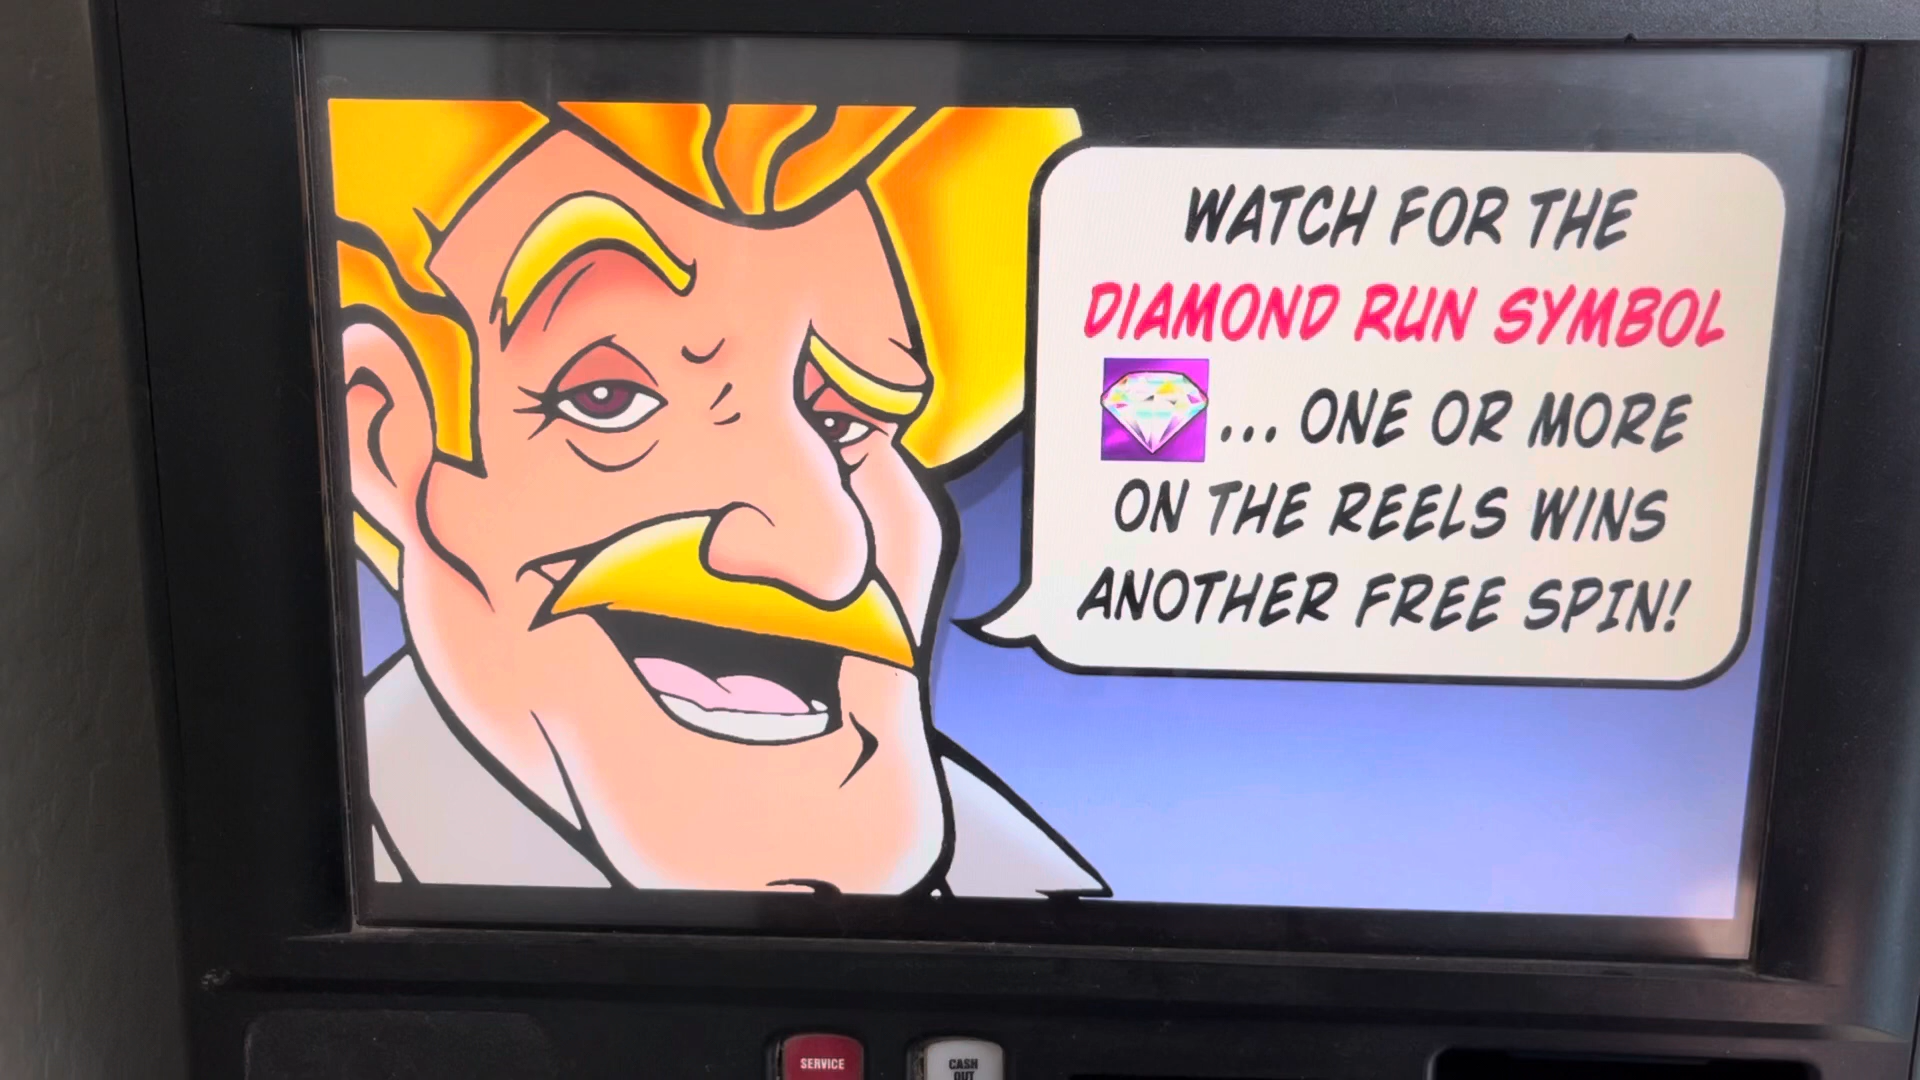 WATCH FOR THE
DIAMOND RUN SYMBOL
... ONE OR MORE
ON THE REELS WINS
ANOTHER FREE SPIN!
SERVICE
CASH
OUT